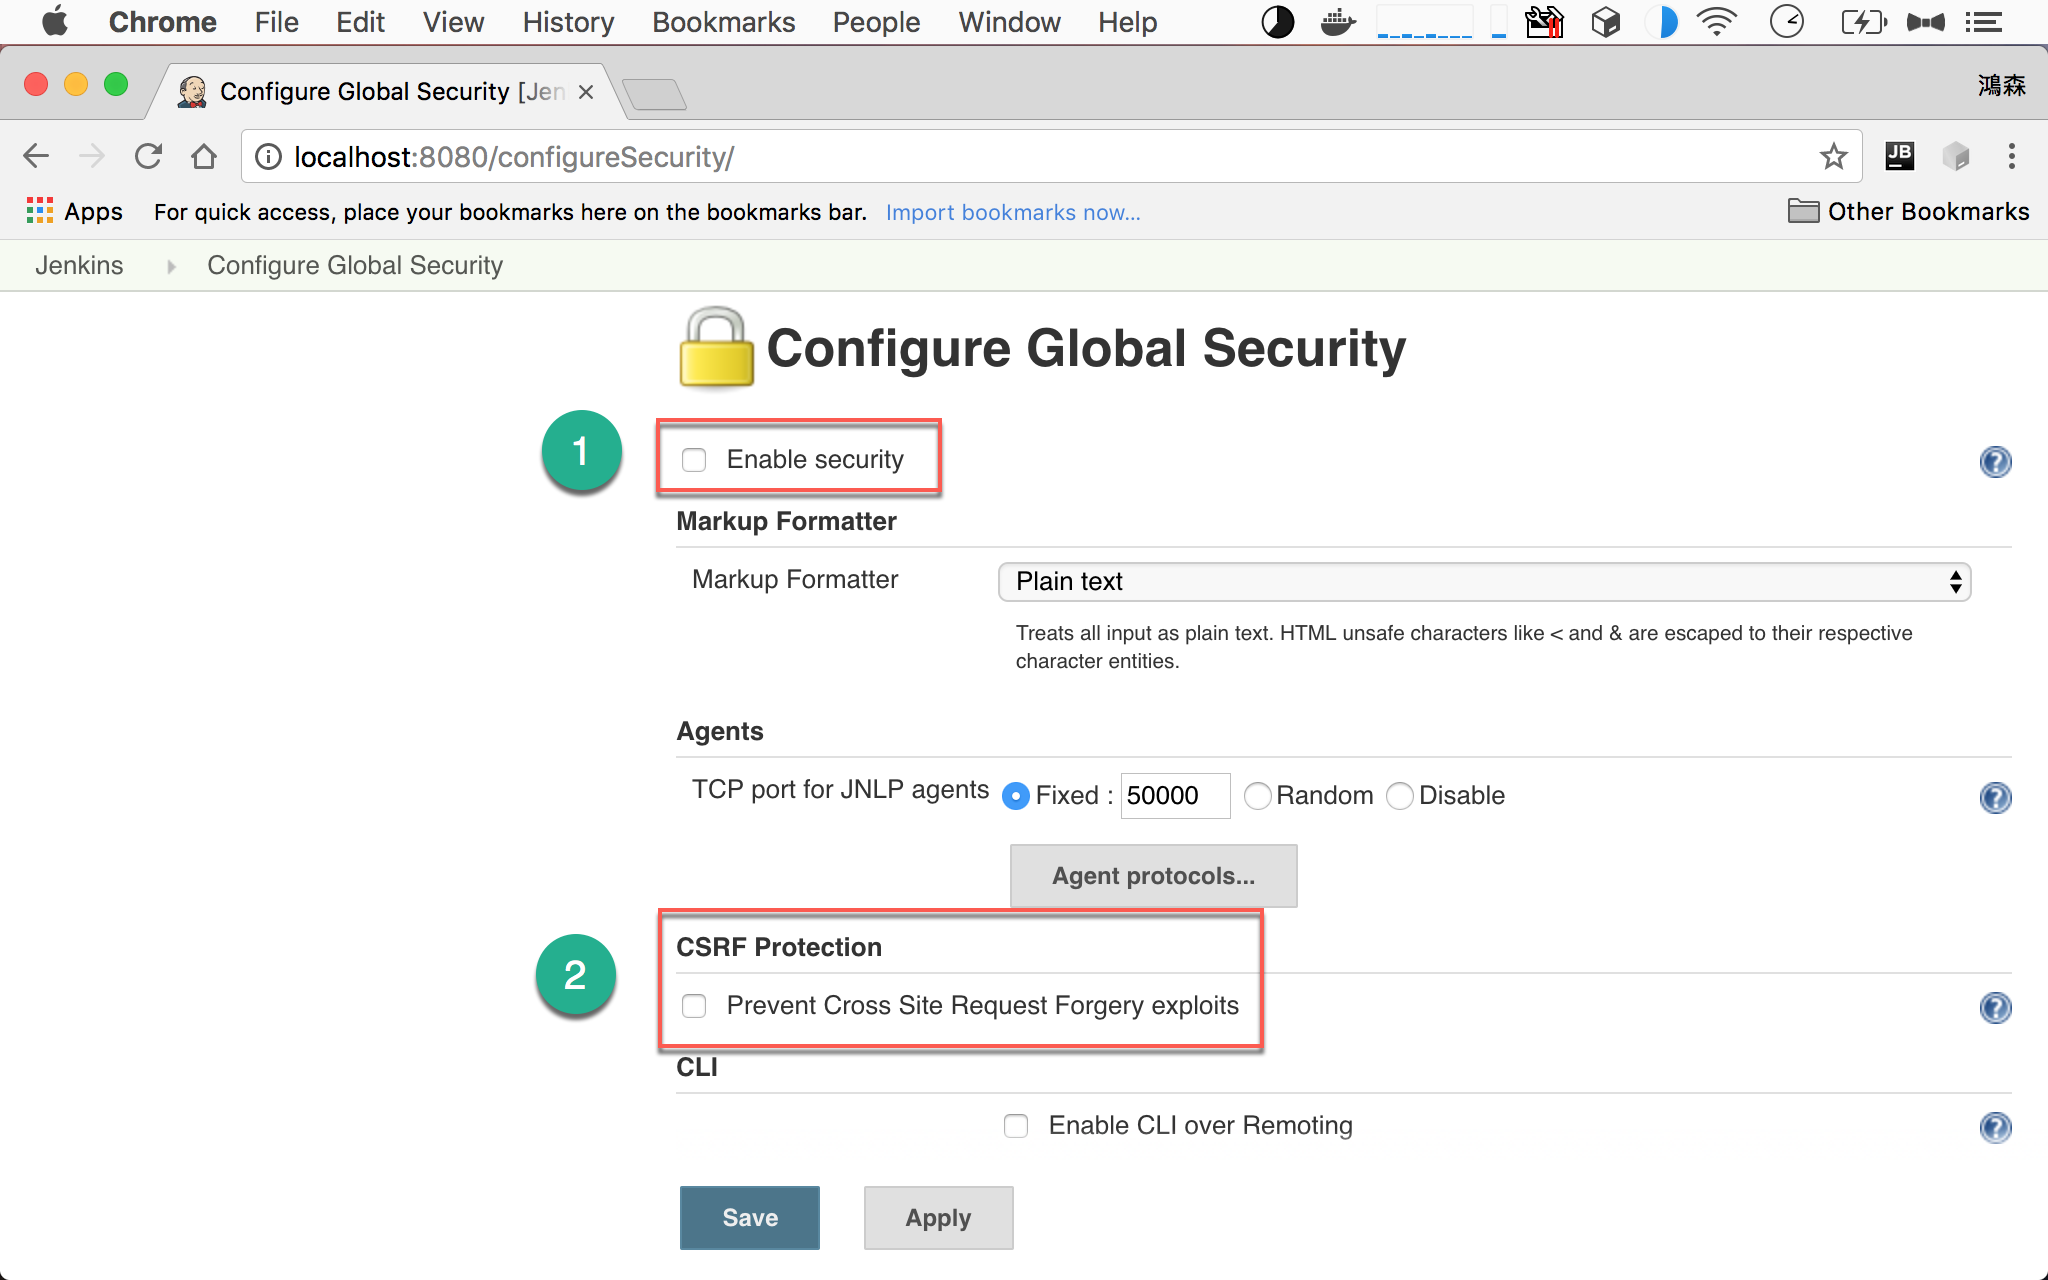 Chrome File Edit View History Bookmarks People Window Help
Configure Global Security [Jen
鴻森
localhost:8080/configureSecurity/
JB
Apps For quick access, place your bookmarks here on the bookmarks bar. Import bookmarks now... Other Bookmarks
Jenkins Configure Global Security
Configure Global Security
1 Enable security
Markup Formatter
Markup Formatter Plain text
Treats all input as plain text. HTML unsafe characters like < and & are escaped to their respective
character entities.
Agents
TCP port for JNLP agents Fixed : 50000 Random Disable
Agent protocols...
CSRF Protection
2 Prevent Cross Site Request Forgery exploits
CLI
Enable CLI over Remoting
Save Apply